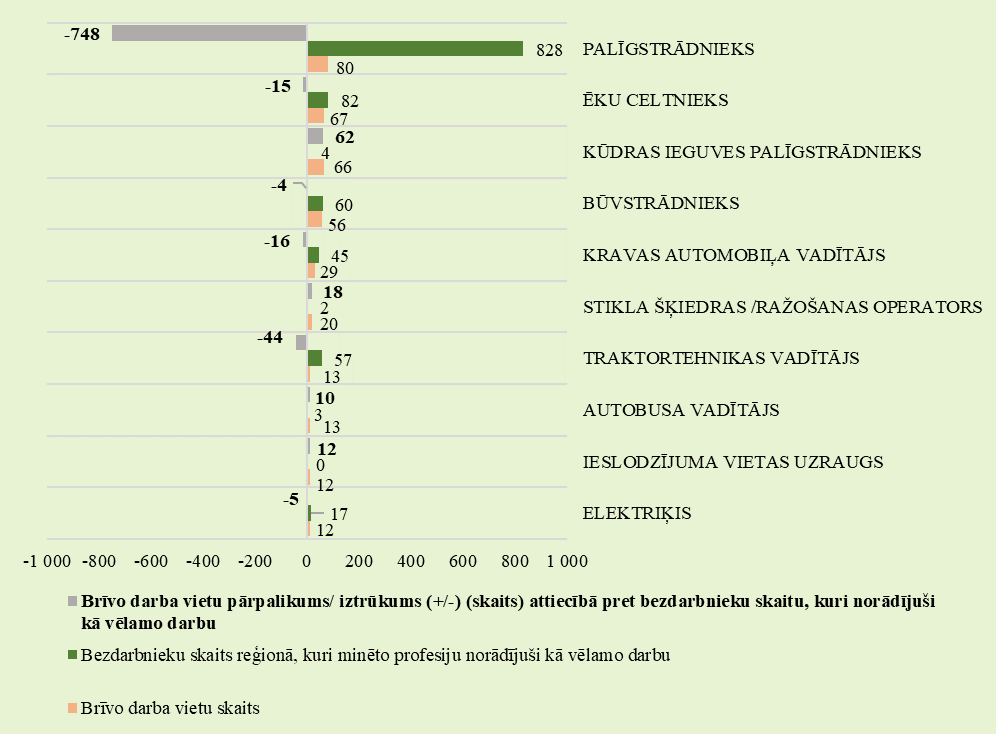 -748
828
80
PALĪGSTRĀDNIEKS
-15
82
67
ĒKU CELTNIEKS
62
4
66
KŪDRAS IEGUVES PALĪGSTRĀDNIEKS
-4
60
56
BŪVSTRĀDNIEKS
-16
45
29
KRAVAS AUTOMOBIĻA VADĪTĀJS
18
2
20
STIKLA ŠĶIEDRAS /RAŽOŠANAS OPERATORS
-44
57
13
TRAKTORTEHNIKAS VADĪTĀJS
10
3
13
AUTOBUSA VADĪTĀJS
12
0
12
IESLODZĪJUMA VIETAS UZRAUGS
-5
17
12
ELEKTRIĶIS
-1 000 -800 -600 -400 -200 0 200 400 600 800 1 000
Brīvo darba vietu pārpalikums/ iztrūkums (+/-) (skaits) attiecībā pret bezdarbnieku skaitu, kuri norādījuši
kā vēlamo darbu
Bezdarbnieku skaits reģionā, kuri minēto profesiju norādījuši kā vēlamo darbu
Brīvo darba vietu skaits